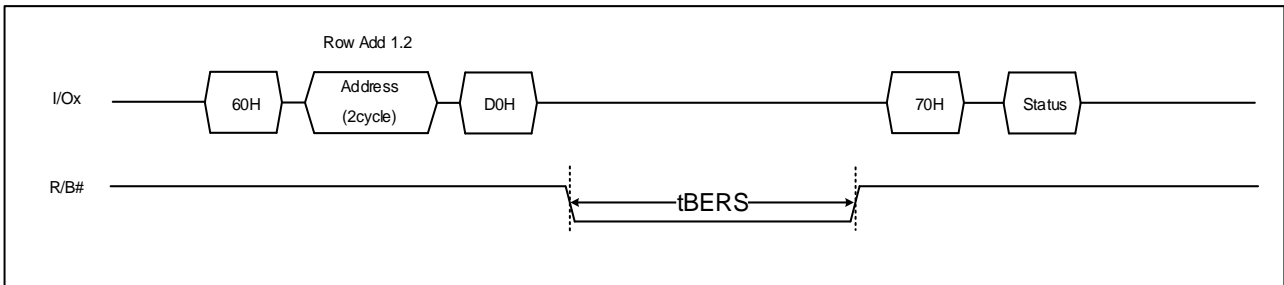 Row Add 1.2
I/Ox
60H
Address
(2cycle)
D0H
70H
Status
R/B#
tBERS